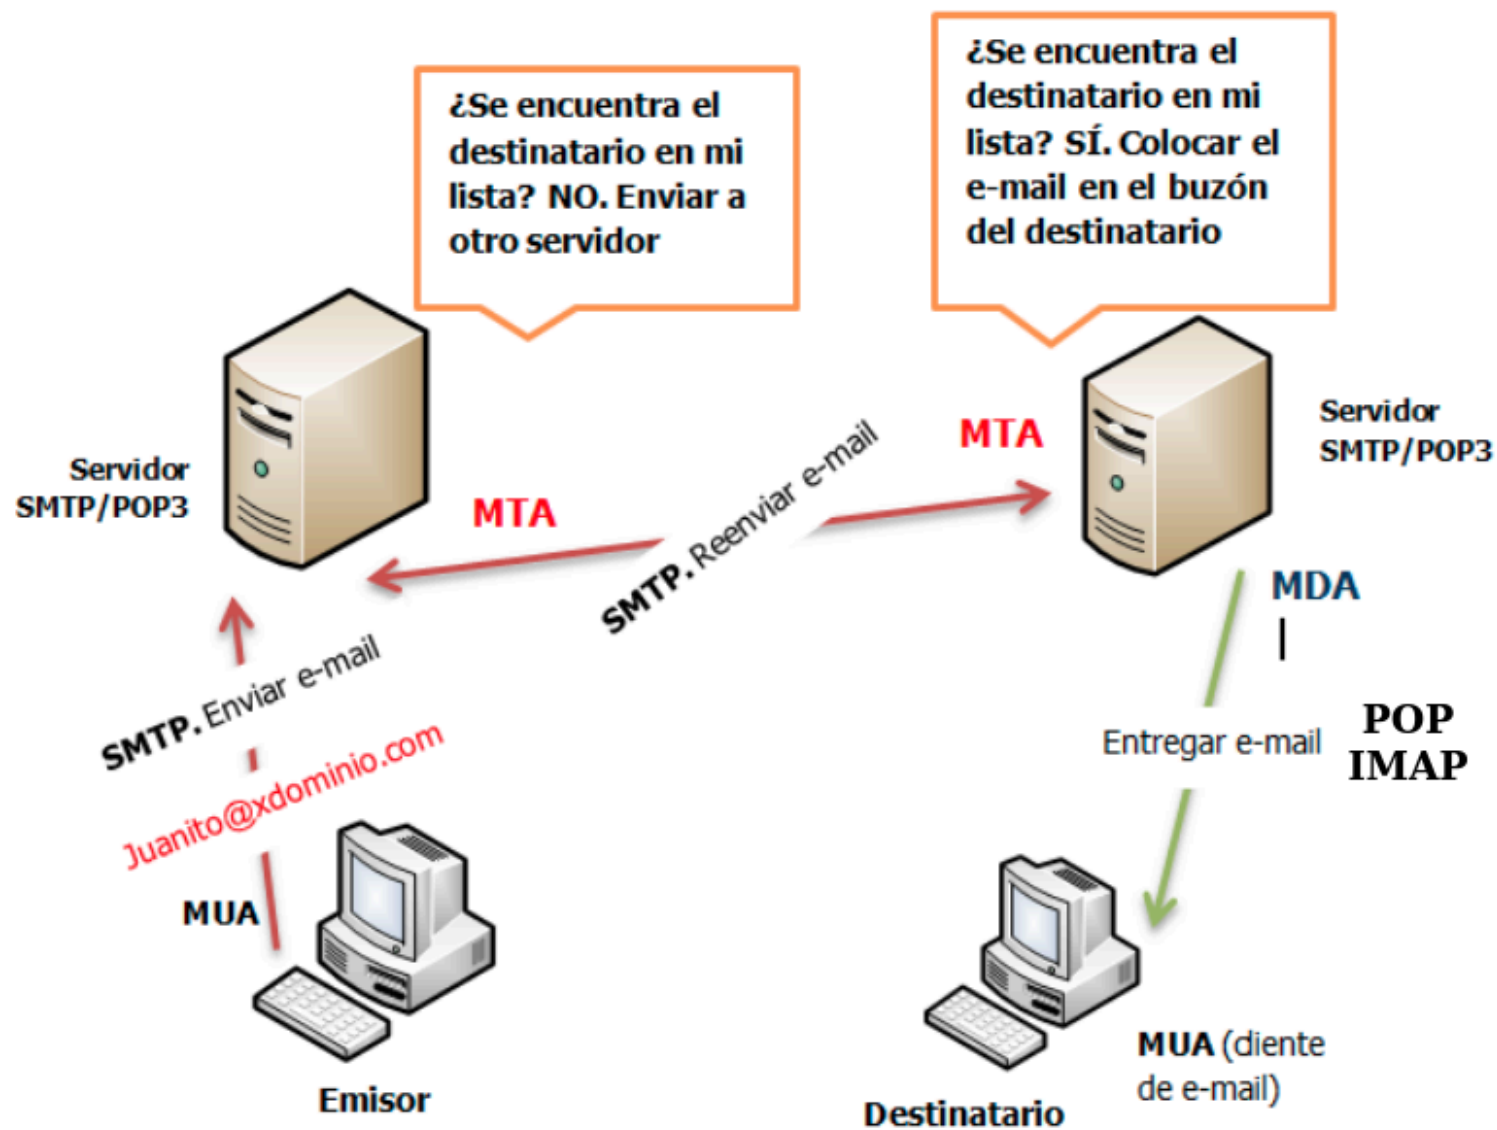 ¿Se encuentra el
destinatario en mi
lista? NO. Enviar a
otro servidor
¿Se encuentra el
destinatario en mi
lista? SÍ. Colocar el
e-mail en el buzón
del destinatario
Servidor
SMTP/POP3
MTA
SMTP. Reenviar e-mail
MTA
Servidor
SMTP/POP3
MDA
SMTP. Enviar e-mail
Juanito@xdominio.com
MUA
Emisor
Entregar e-mail
POP
IMAP
MUA (cliente
de e-mail)
Destinatario